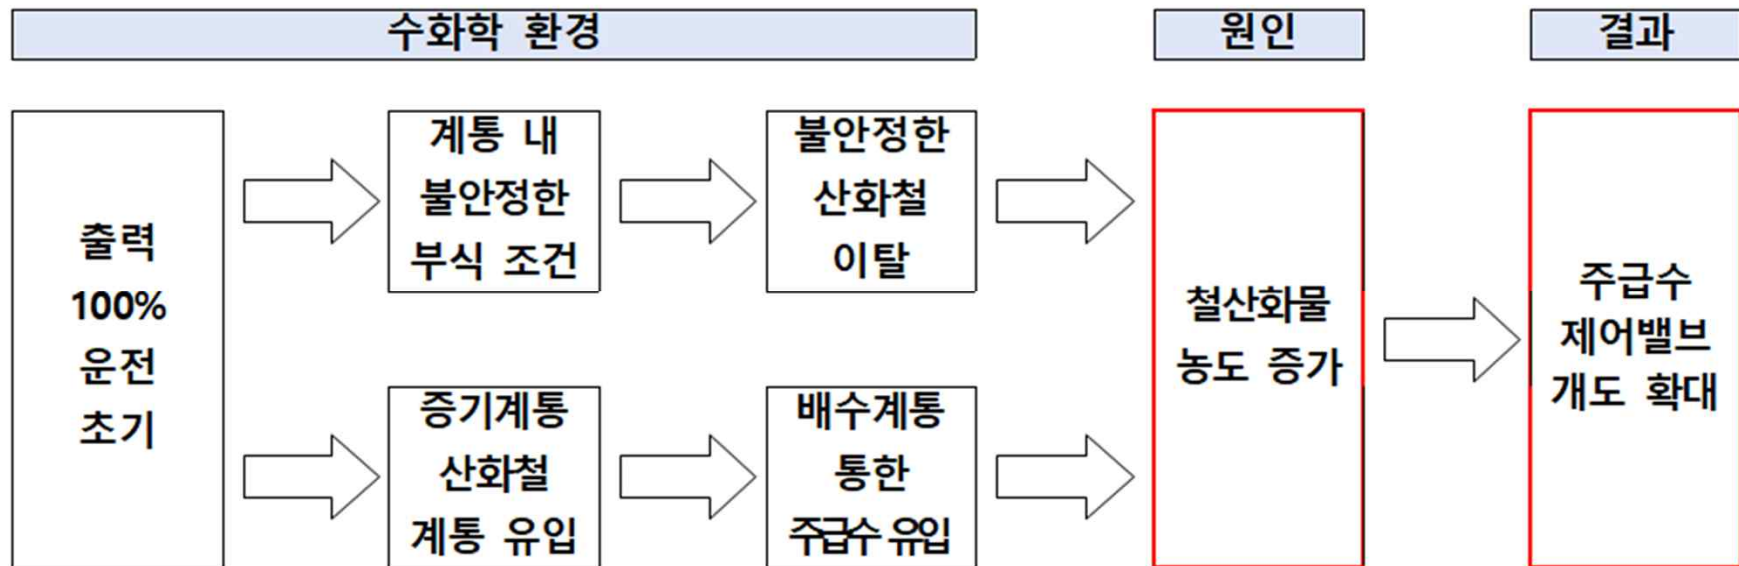 수화학 환경
원인
결과
출력
100%
운전
초기
계통 내
불안정한
부식 조건
불안정한
산화철
이탈
증기계통
산화철
계통 유입
배수계통
통한
주급수 유입
철산화물
농도 증가
주급수
제어밸브
개도 확대